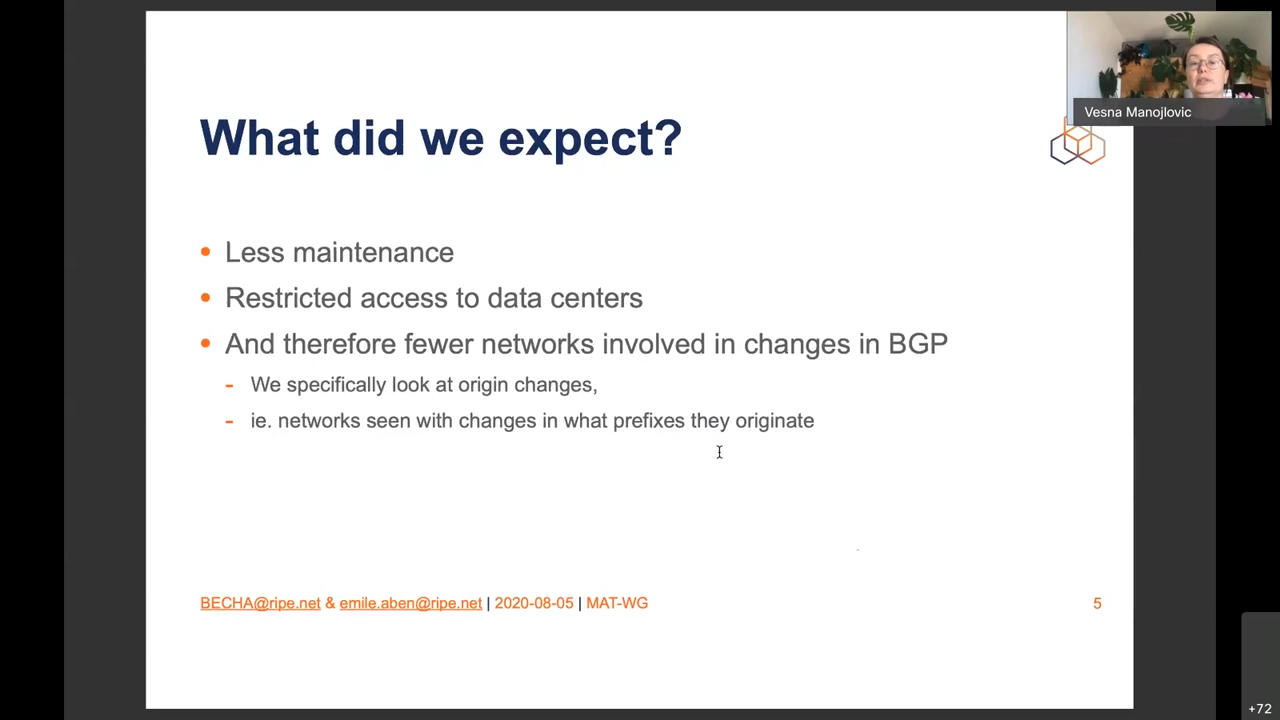 Vesna Manojlovic
What did we expect?
• Less maintenance
• Restricted access to data centers
• And therefore fewer networks involved in changes in BGP
- We specifically look at origin changes,
- ie. networks seen with changes in what prefixes they originate
BECHA@ripe.net & emile.aben@ripe.net | 2020-08-05 | MAT-WG
5
+72